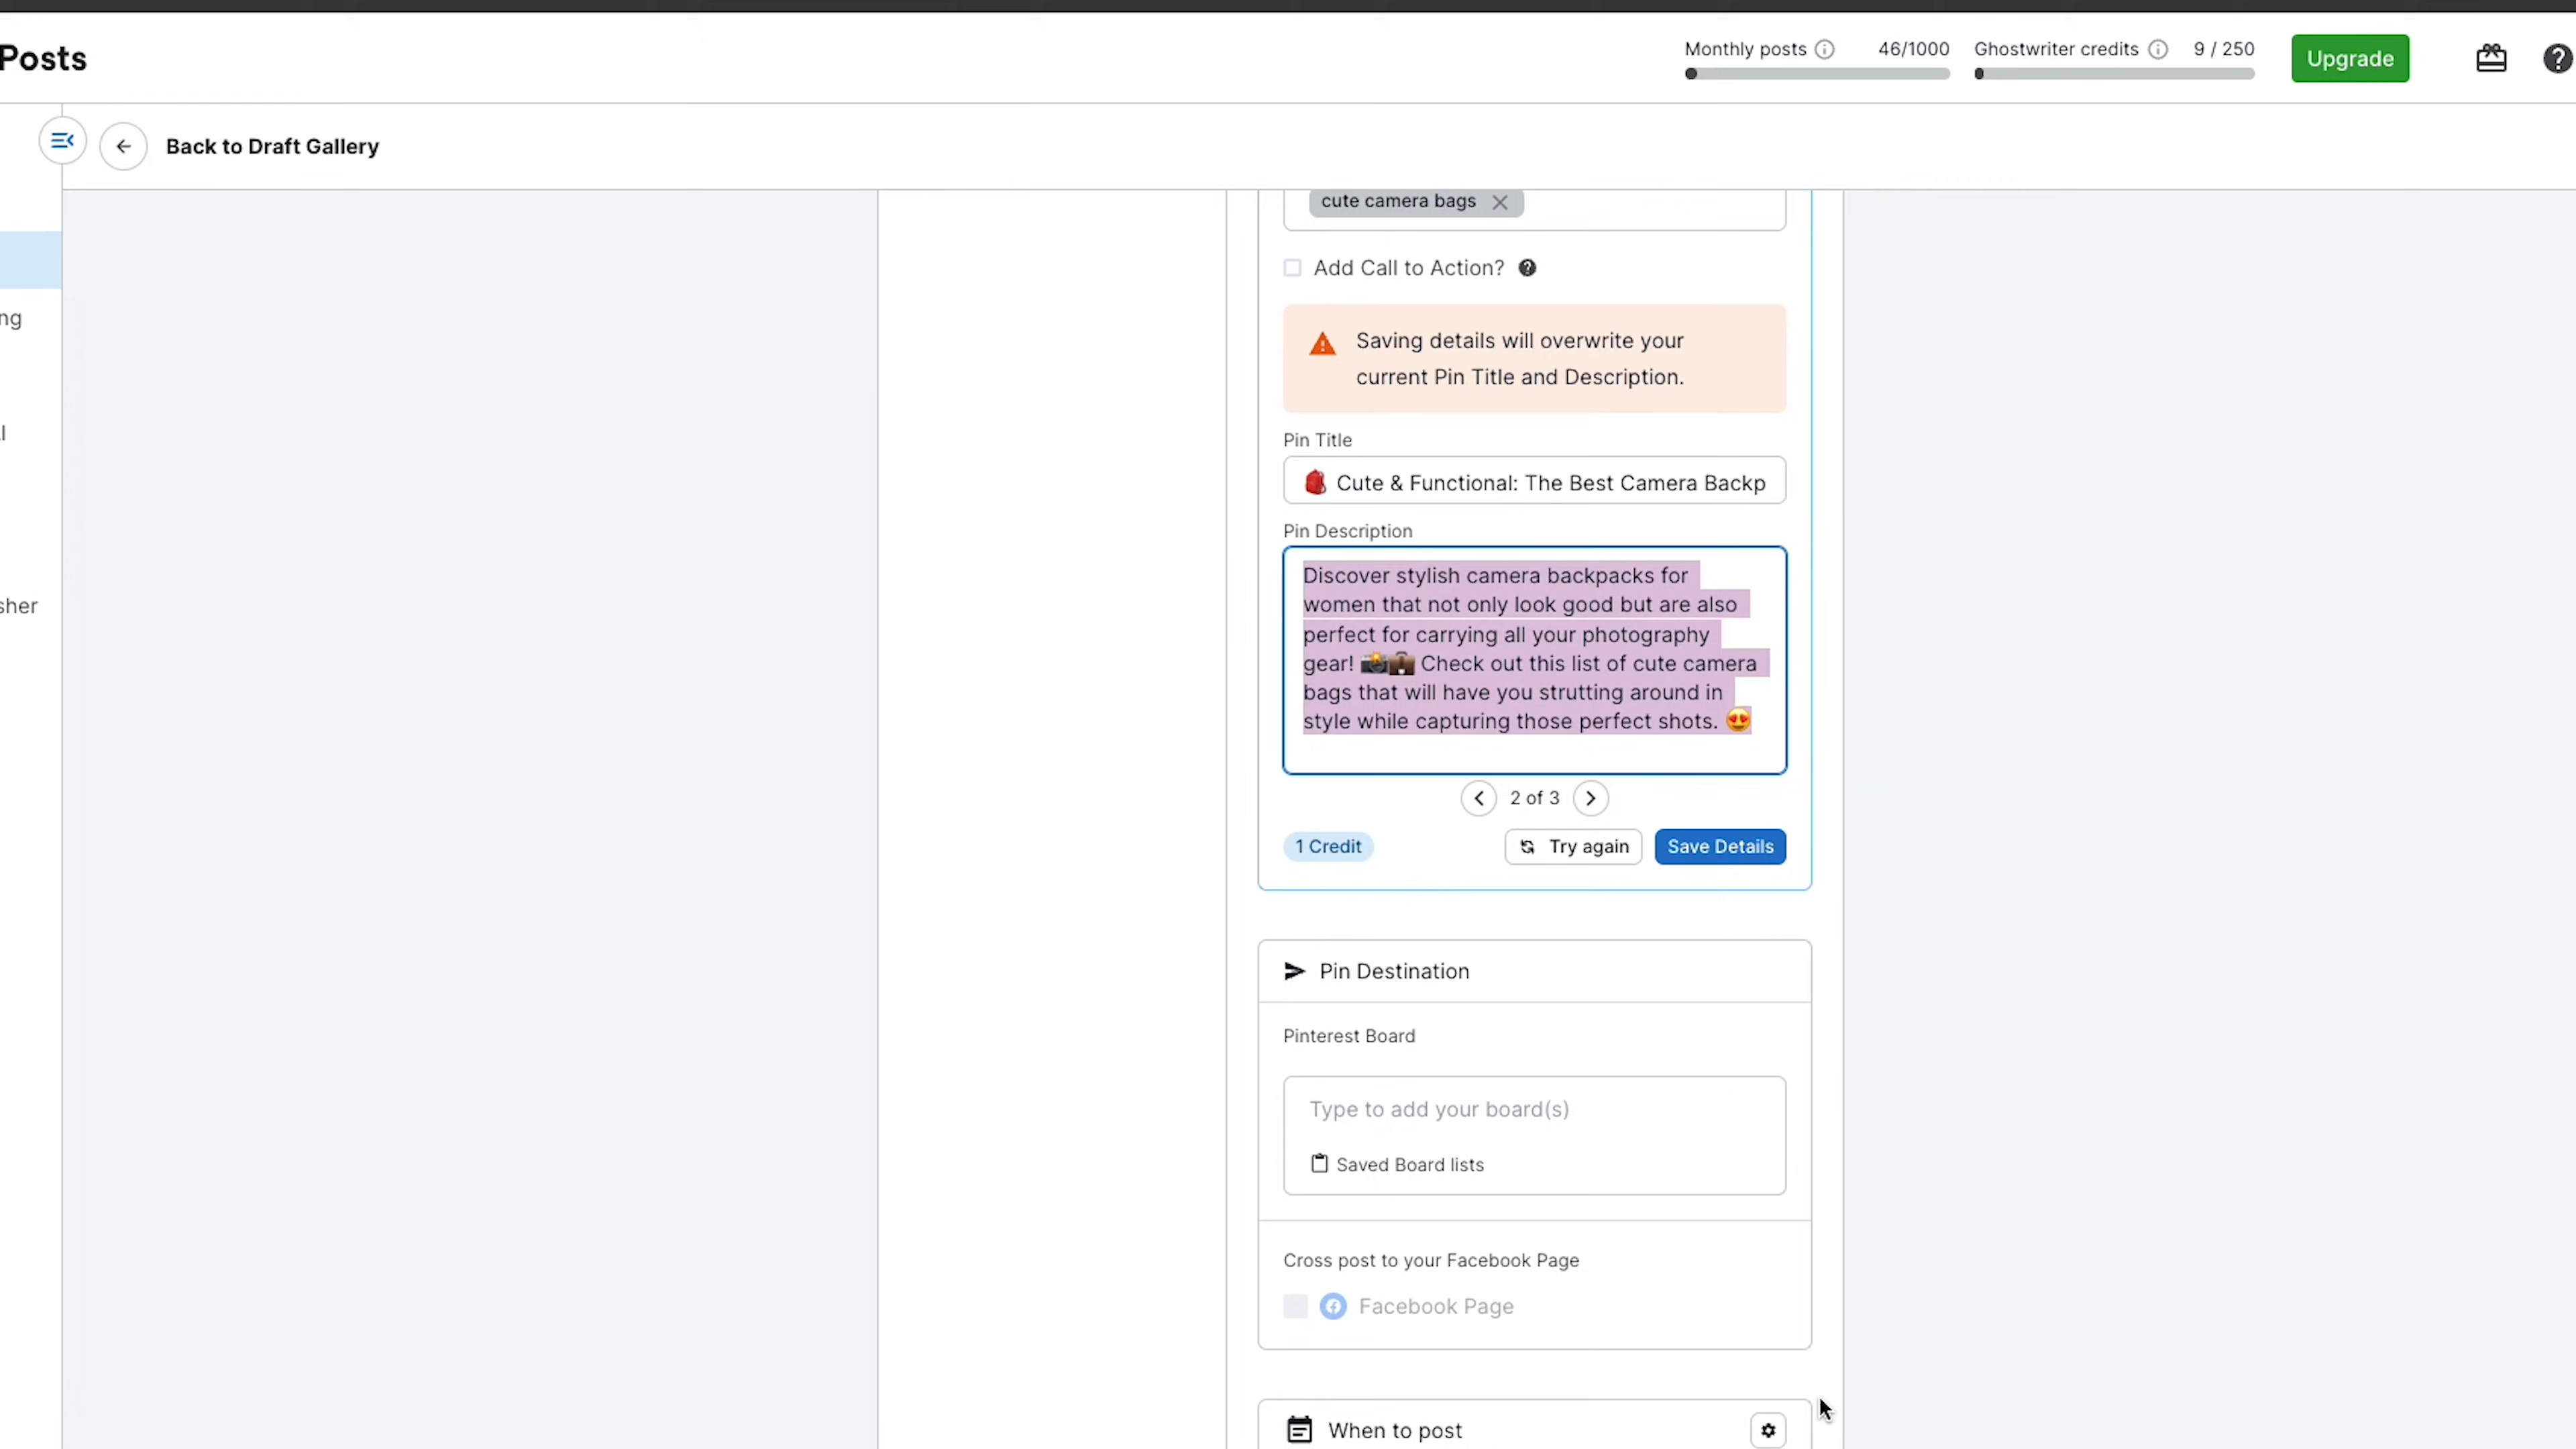 Posts
Monthly posts 46/1000 Ghostwriter credits 9 / 250 Upgrade
Back to Draft Gallery
cute camera bags
ng
Add Call to Action?
Saving details will overwrite your
current Pin Title and Description.
Pin Title
🎒 Cute & Functional: The Best Camera Backp
Pin Description
Discover stylish camera backpacks for
women that not only look good but are also
sher
perfect for carrying all your photography
gear! 📸💼 Check out this list of cute camera
bags that will have you strutting around in
style while capturing those perfect shots. 😍
2 of 3
1 Credit Try again Save Details
Pin Destination
Pinterest Board
Type to add your board(s)
Saved Board lists
Cross post to your Facebook Page
Facebook Page
When to post